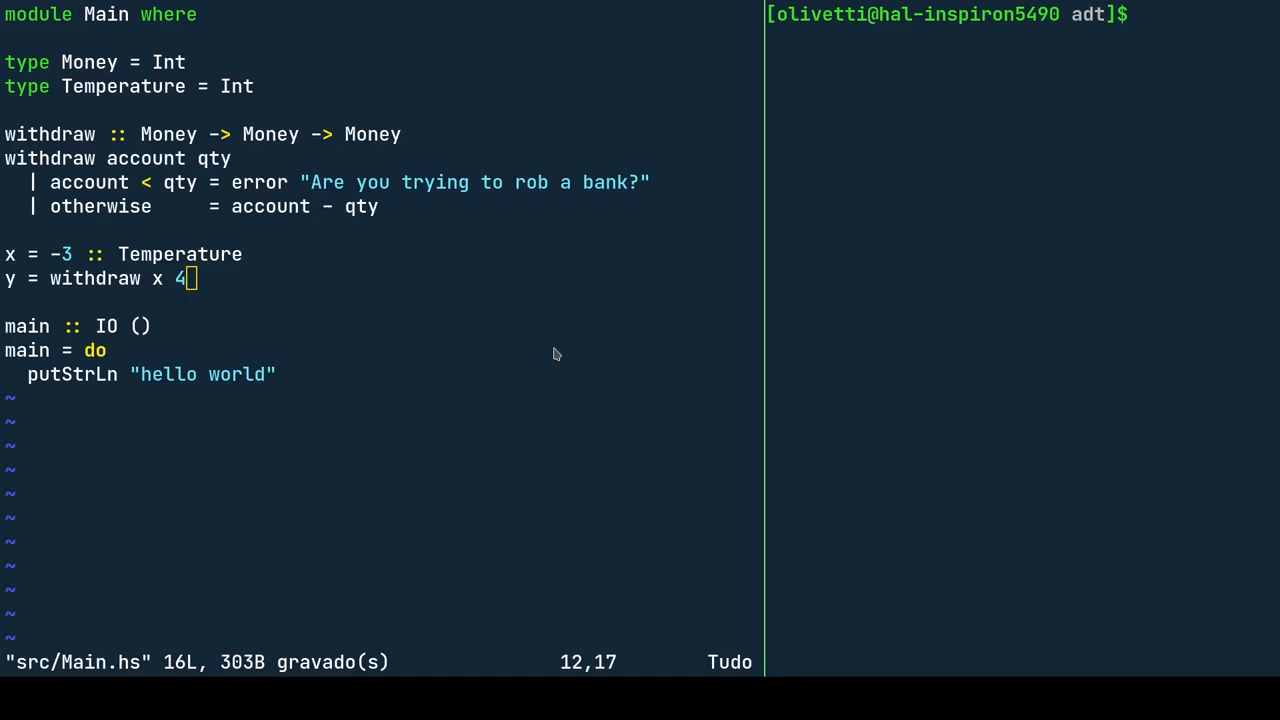 module Main where
type Money = Int
type Temperature = Int
withdraw :: Money -> Money -> Money
withdraw account qty
  | account < qty = error "Are you trying to rob a bank?"
  | otherwise     = account - qty
x = -3 :: Temperature
y = withdraw x 4
main :: IO ()
main = do
  putStrLn "hello world"
~
~
~
~
~
~
~
~
~
~
~
"src/Main.hs" 16L, 303B gravado(s) 12,17 Tudo
[olivetti@hal-inspiron5490 adt]$